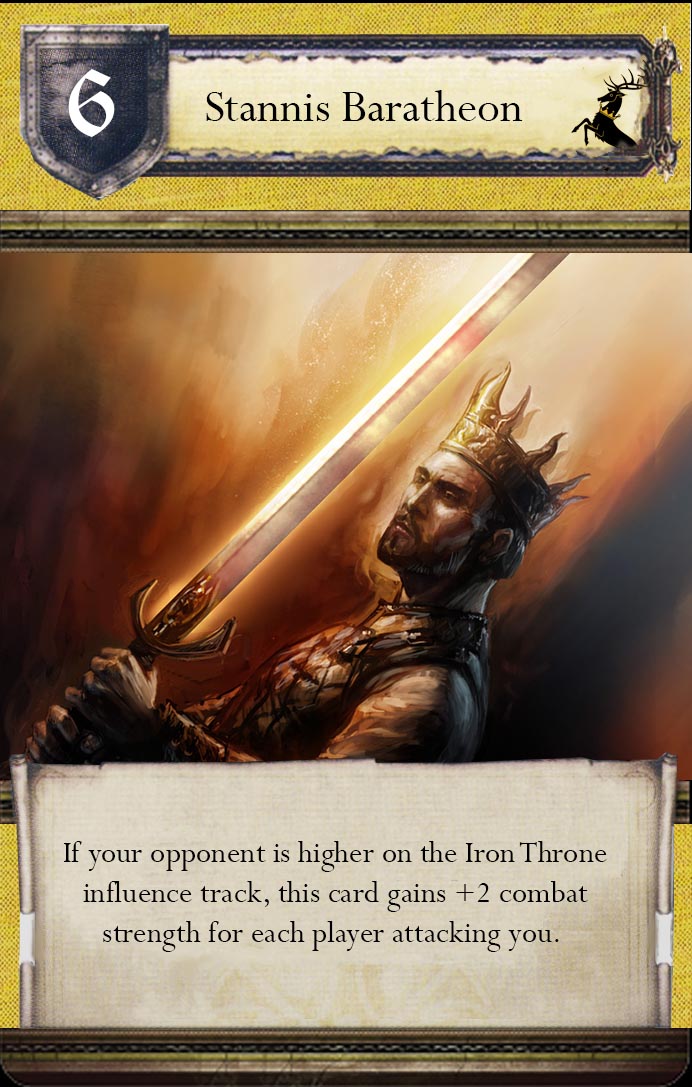 6
Stannis Baratheon
If your opponent is higher on the Iron Throne
influence track, this card gains +2 combat
strength for each player attacking you.